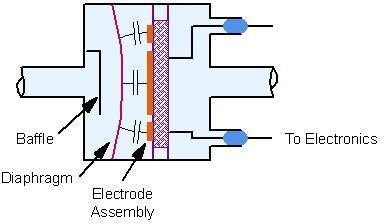 Baffle
To Electronics
Diaphragm
Electrode
Assembly